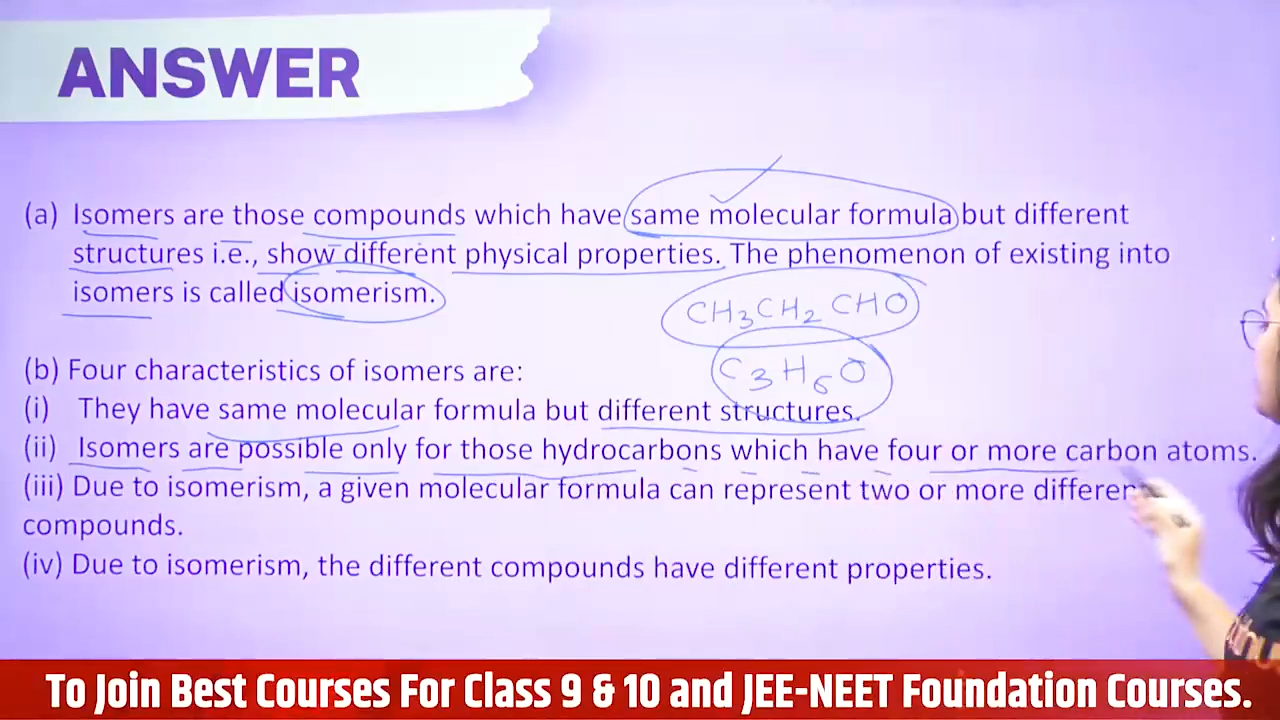 ANSWER
(a) Isomers are those compounds which have same molecular formula but different
structures i.e., show different physical properties. The phenomenon of existing into
isomers is called isomerism.
CH3CH2 CHO
C3H6O
(b) Four characteristics of isomers are:
(i) They have same molecular formula but different structures.
(ii) Isomers are possible only for those hydrocarbons which have four or more carbon atoms.
(iii) Due to isomerism, a given molecular formula can represent two or more differen
compounds.
(iv) Due to isomerism, the different compounds have different properties.
To Join Best Courses For Class 9 & 10 and JEE-NEET Foundation Courses.